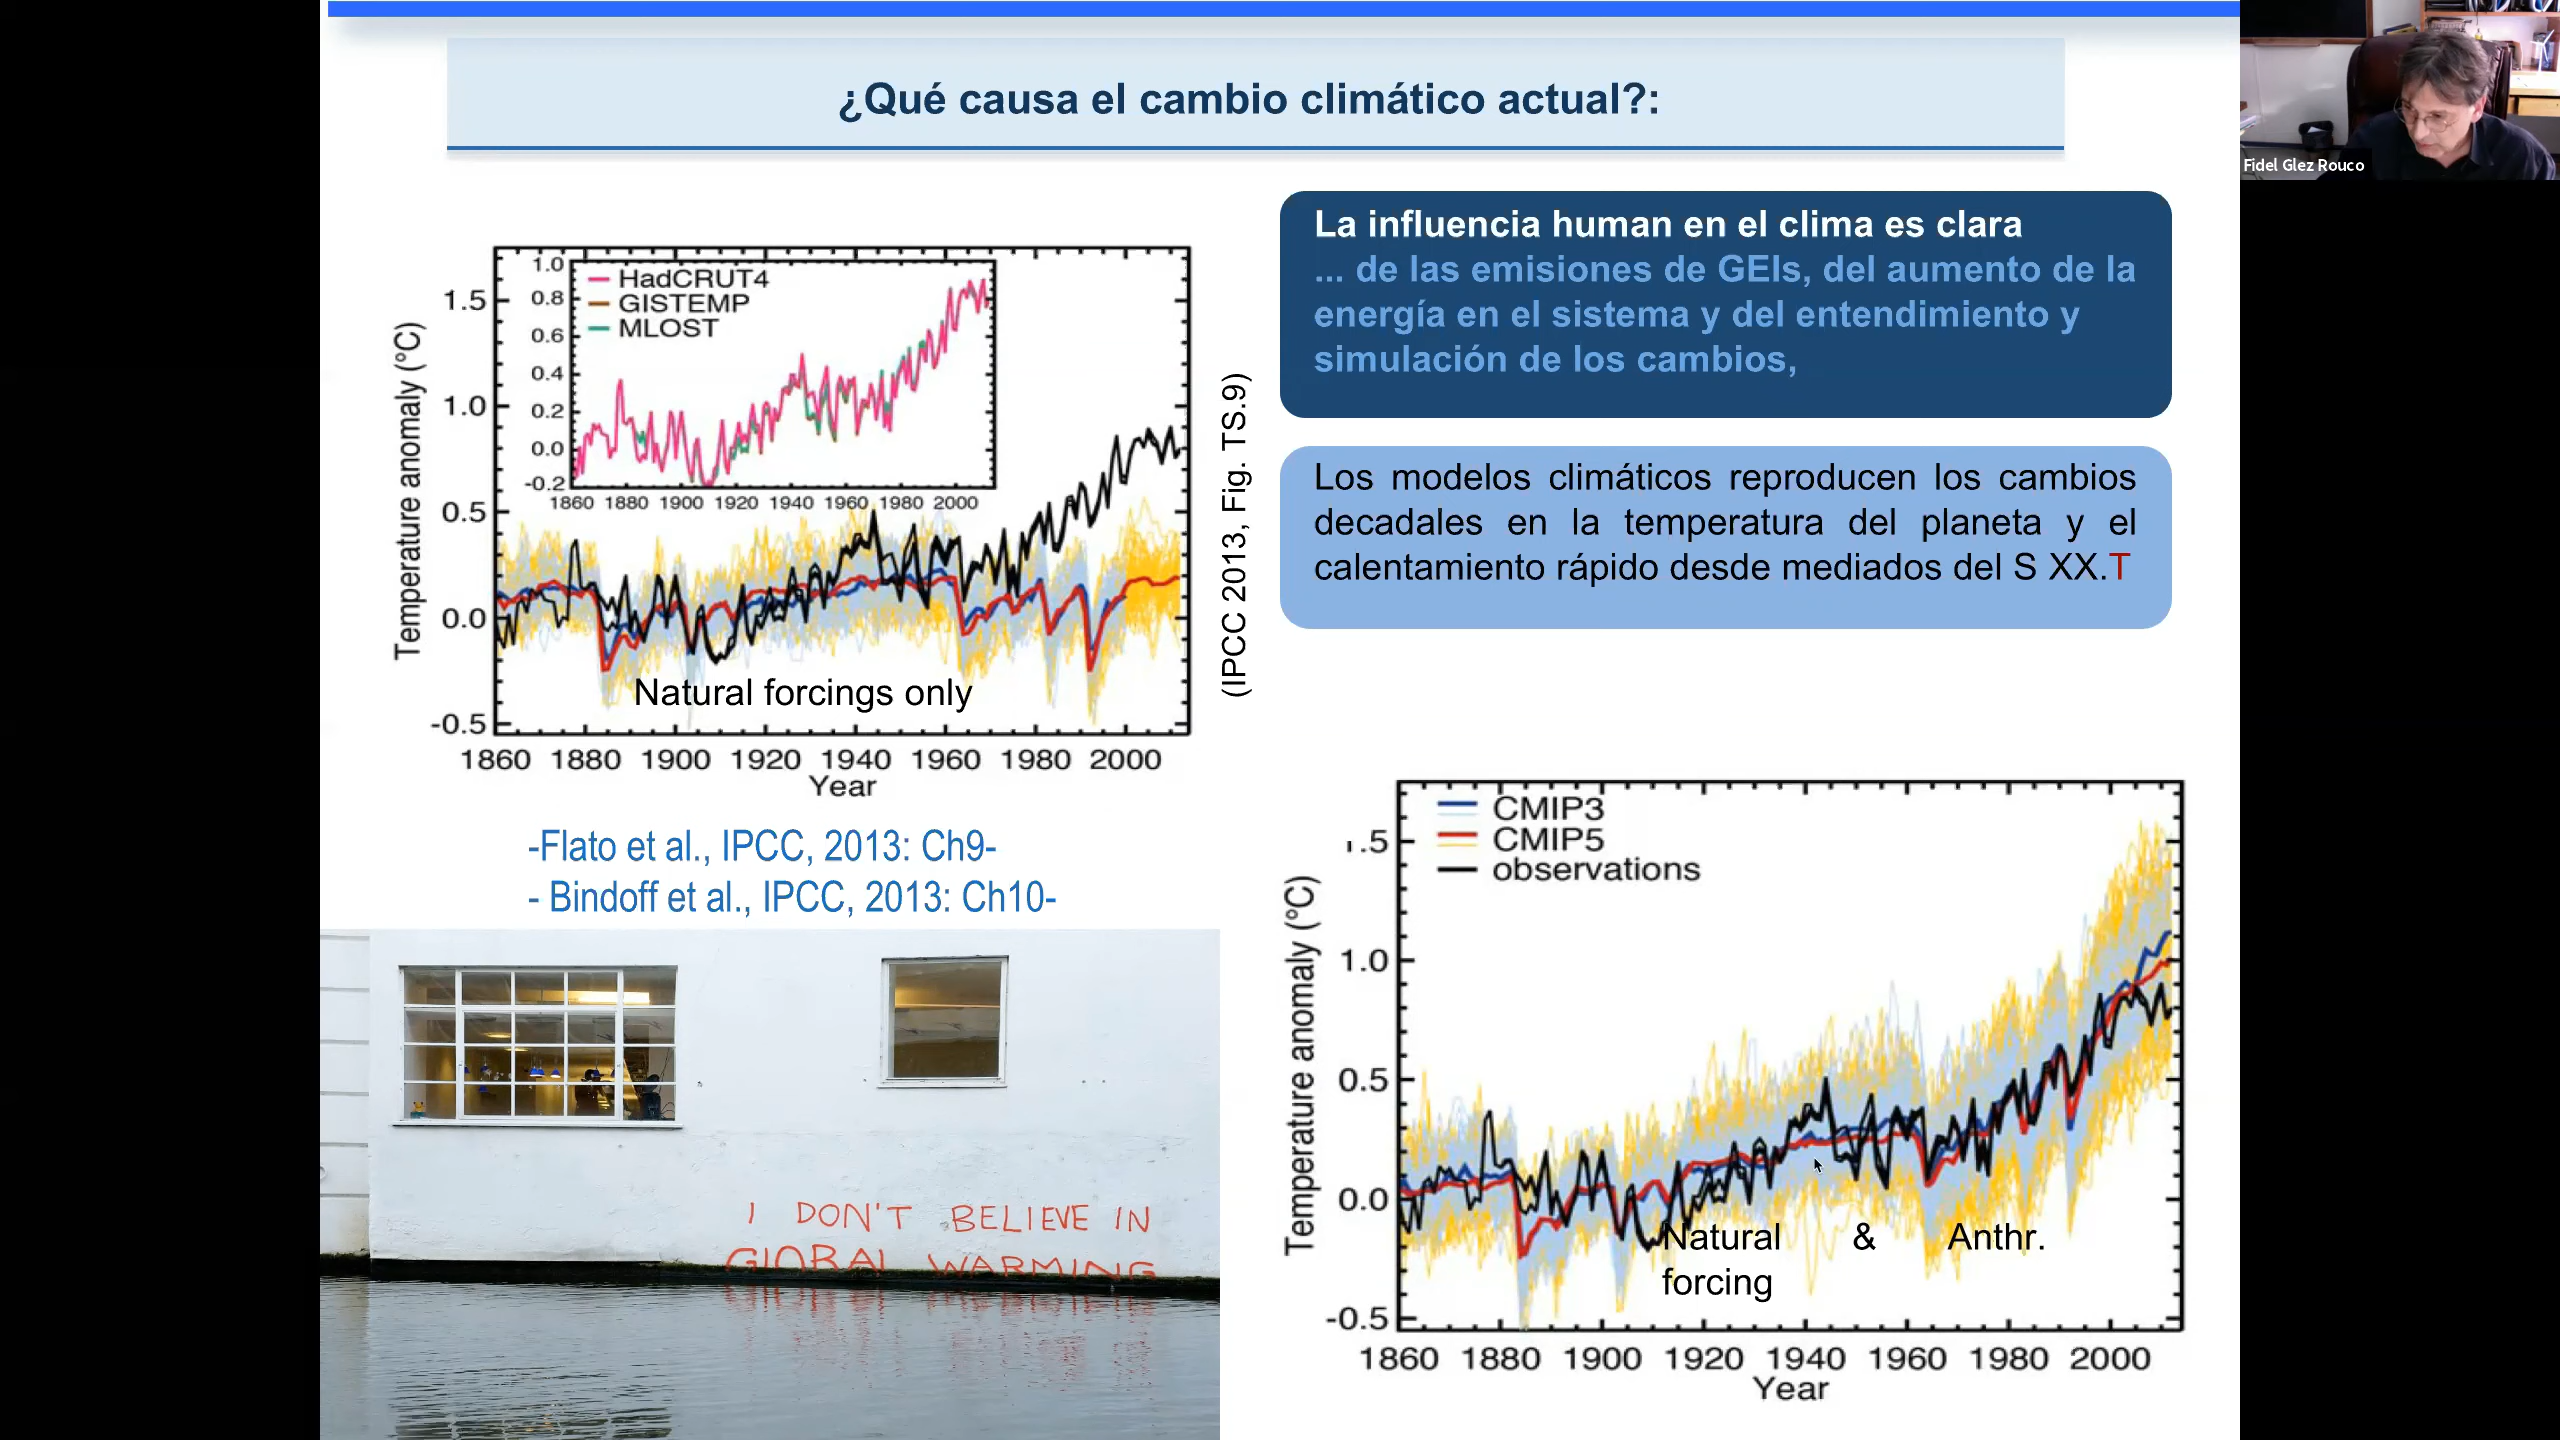 ¿Qué causa el cambio climático actual?:
Fidel Glez Rouco
La influencia human en el clima es clara
... de las emisiones de GEIs, del aumento de la
energía en el sistema y del entendimiento y
simulación de los cambios,
Los modelos climáticos reproducen los cambios
decadales en la temperatura del planeta y el
calentamiento rápido desde mediados del S XX.T
Temperature anomaly (°C)
1.5
1.0
0.5
0.0
-0.5
1.0
0.8
0.6
0.4
0.2
0.0
-0.2
HadCRUT4
GISTEMP
MLOST
1860 1880 1900 1920 1940 1960 1980 2000
Natural forcings only
1860 1880 1900 1920 1940 1960 1980 2000
Year
(IPCC 2013, Fig. TS.9)
-Flato et al., IPCC, 2013: Ch9-
- Bindoff et al., IPCC, 2013: Ch10-
I DON'T BELIEVE IN
GLOBAL WARMING
CMIP3
CMIP5
observations
Temperature anomaly (°C)
1.5
1.0
0.5
0.0
-0.5
Natural & Anthr.
forcing
1860 1880 1900 1920 1940 1960 1980 2000
Year